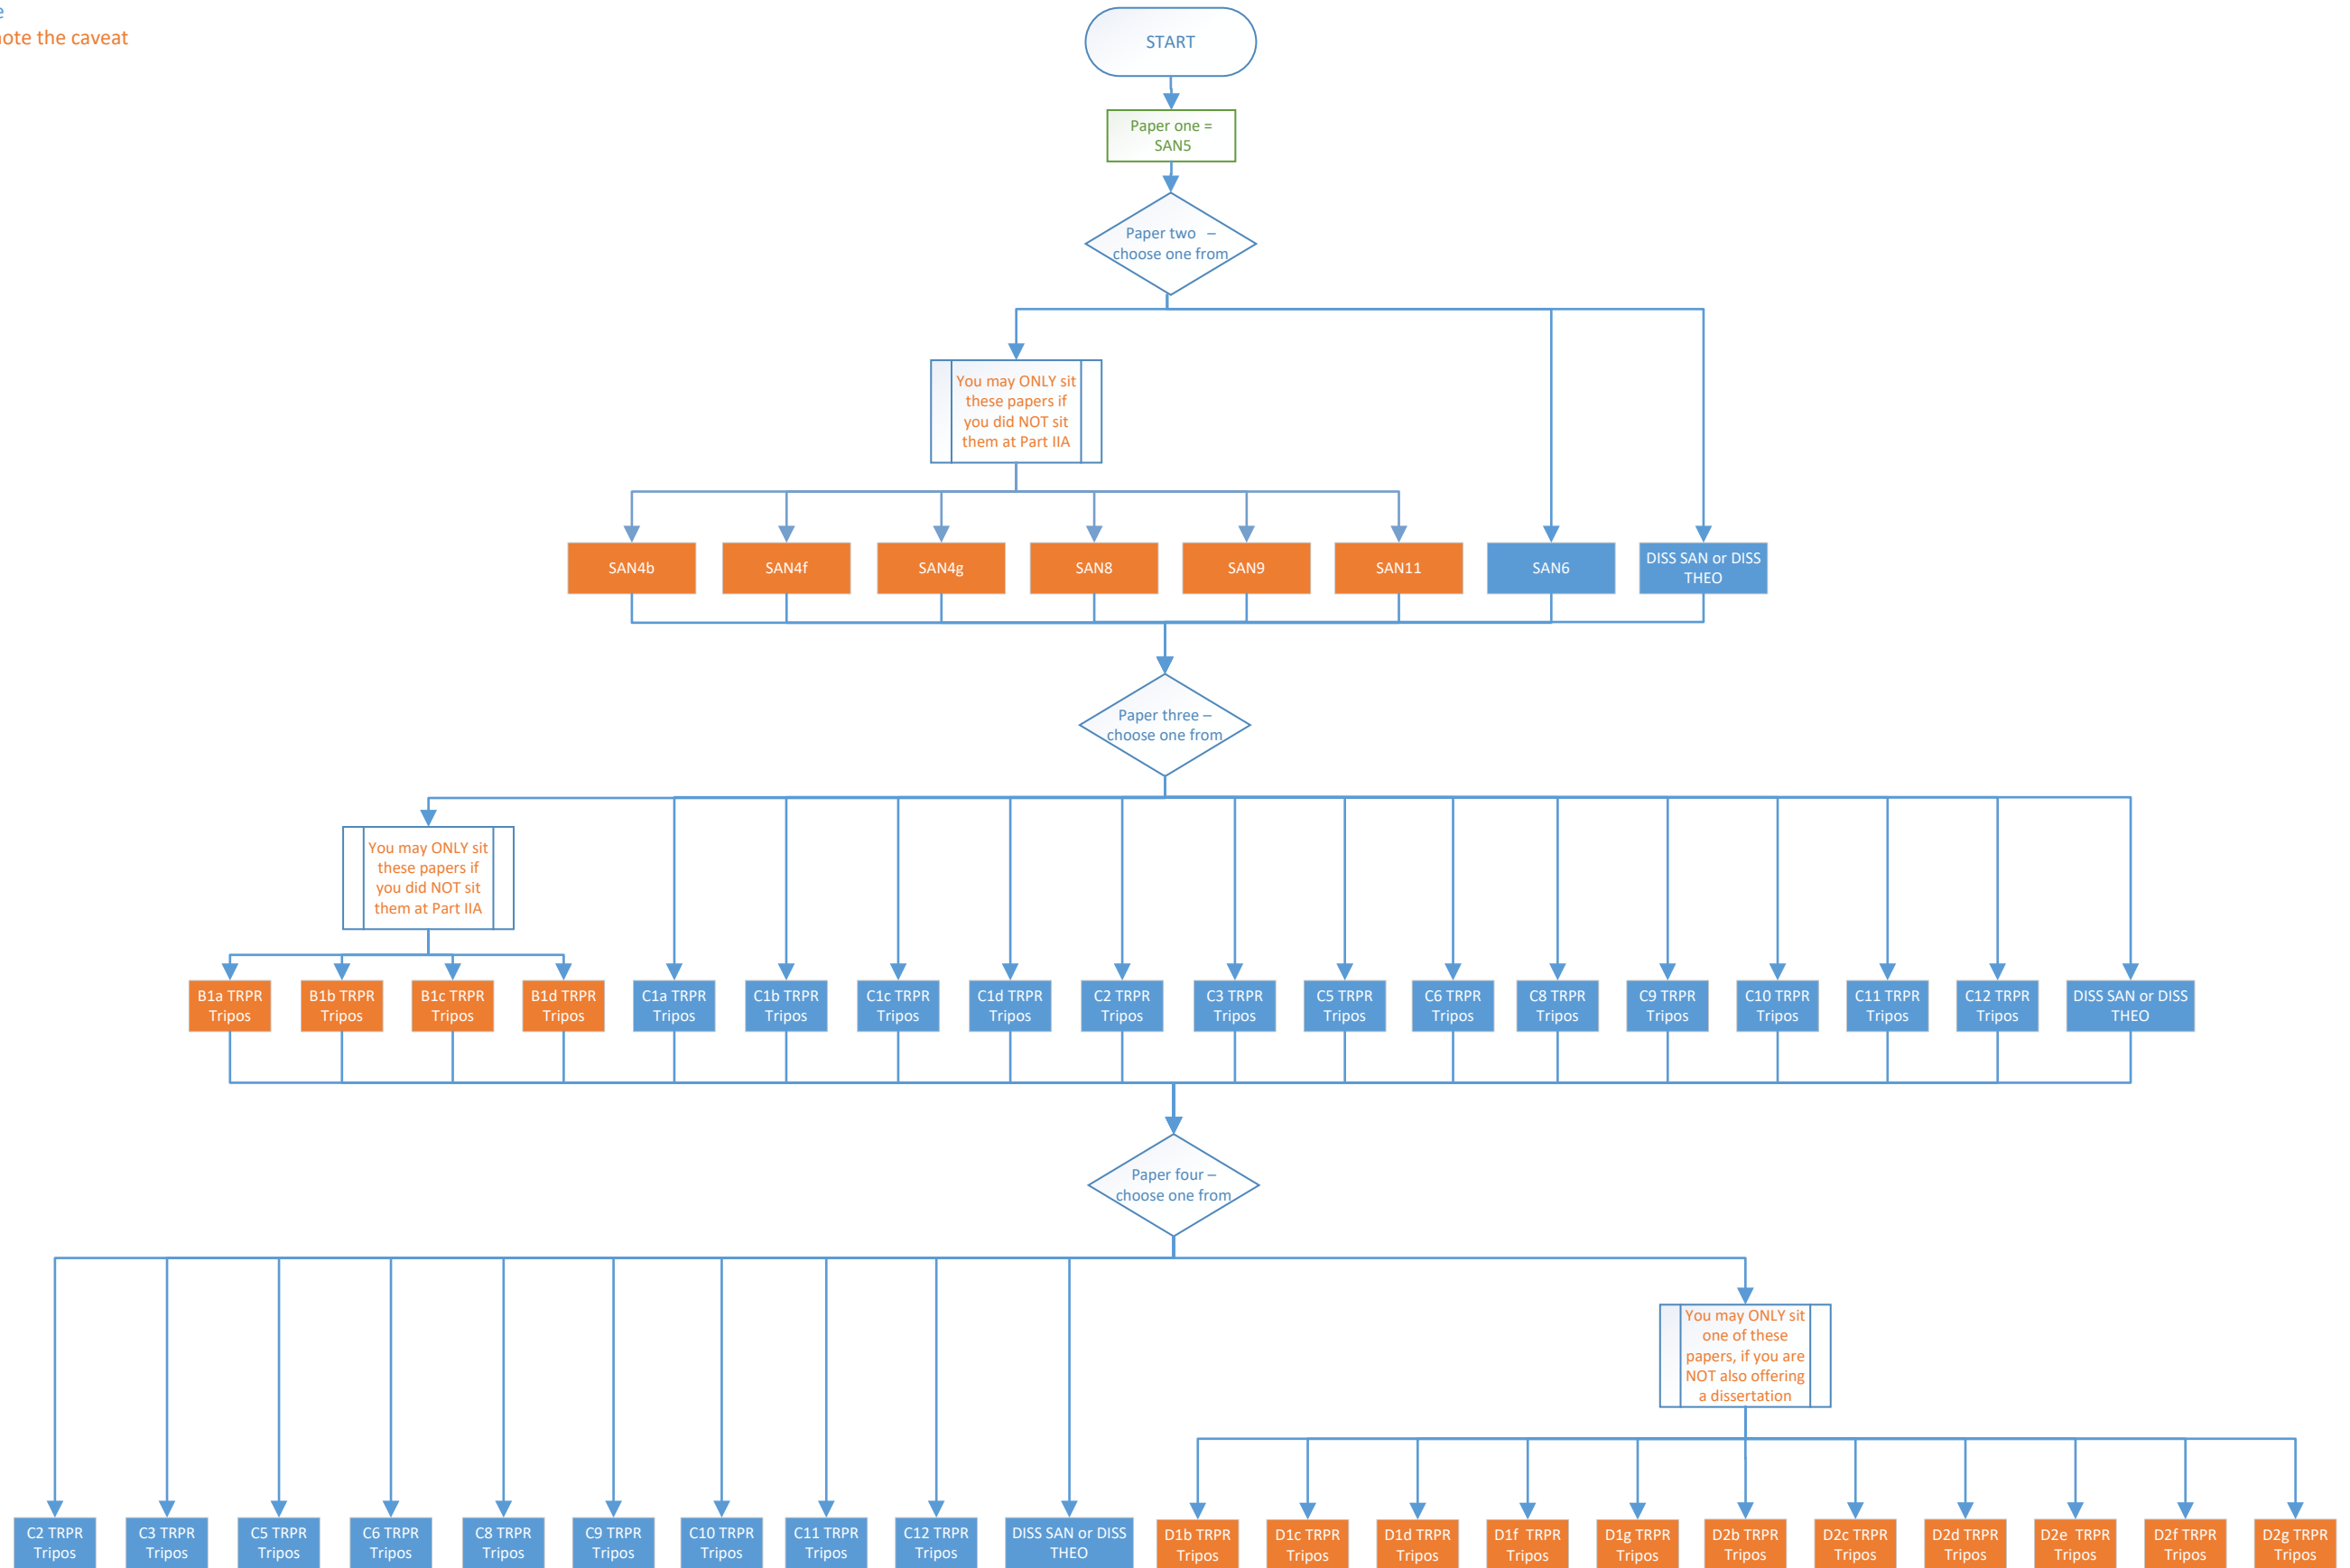 e
note the caveat
START
Paper one =
SAN5
Paper two –
choose one from
You may ONLY sit
these papers if
you did NOT sit
them at Part IIA
SAN4b
SAN4f
SAN4g
SAN8
SAN9
SAN11
SAN6
DISS SAN or DISS
THEO
Paper three –
choose one from
You may ONLY sit
these papers if
you did NOT sit
them at Part IIA
B1a TRPR
Tripos
B1b TRPR
Tripos
B1c TRPR
Tripos
B1d TRPR
Tripos
C1a TRPR
Tripos
C1b TRPR
Tripos
C1c TRPR
Tripos
C1d TRPR
Tripos
C2 TRPR
Tripos
C3 TRPR
Tripos
C5 TRPR
Tripos
C6 TRPR
Tripos
C8 TRPR
Tripos
C9 TRPR
Tripos
C10 TRPR
Tripos
C11 TRPR
Tripos
C12 TRPR
Tripos
DISS SAN or DISS
THEO
Paper four –
choose one from
You may ONLY sit
one of these
papers, if you are
NOT also offering
a dissertation
C2 TRPR
Tripos
C3 TRPR
Tripos
C5 TRPR
Tripos
C6 TRPR
Tripos
C8 TRPR
Tripos
C9 TRPR
Tripos
C10 TRPR
Tripos
C11 TRPR
Tripos
C12 TRPR
Tripos
DISS SAN or DISS
THEO
D1b TRPR
Tripos
D1c TRPR
Tripos
D1d TRPR
Tripos
D1f TRPR
Tripos
D1g TRPR
Tripos
D2b TRPR
Tripos
D2c TRPR
Tripos
D2d TRPR
Tripos
D2e TRPR
Tripos
D2f TRPR
Tripos
D2g TRPR
Tripos